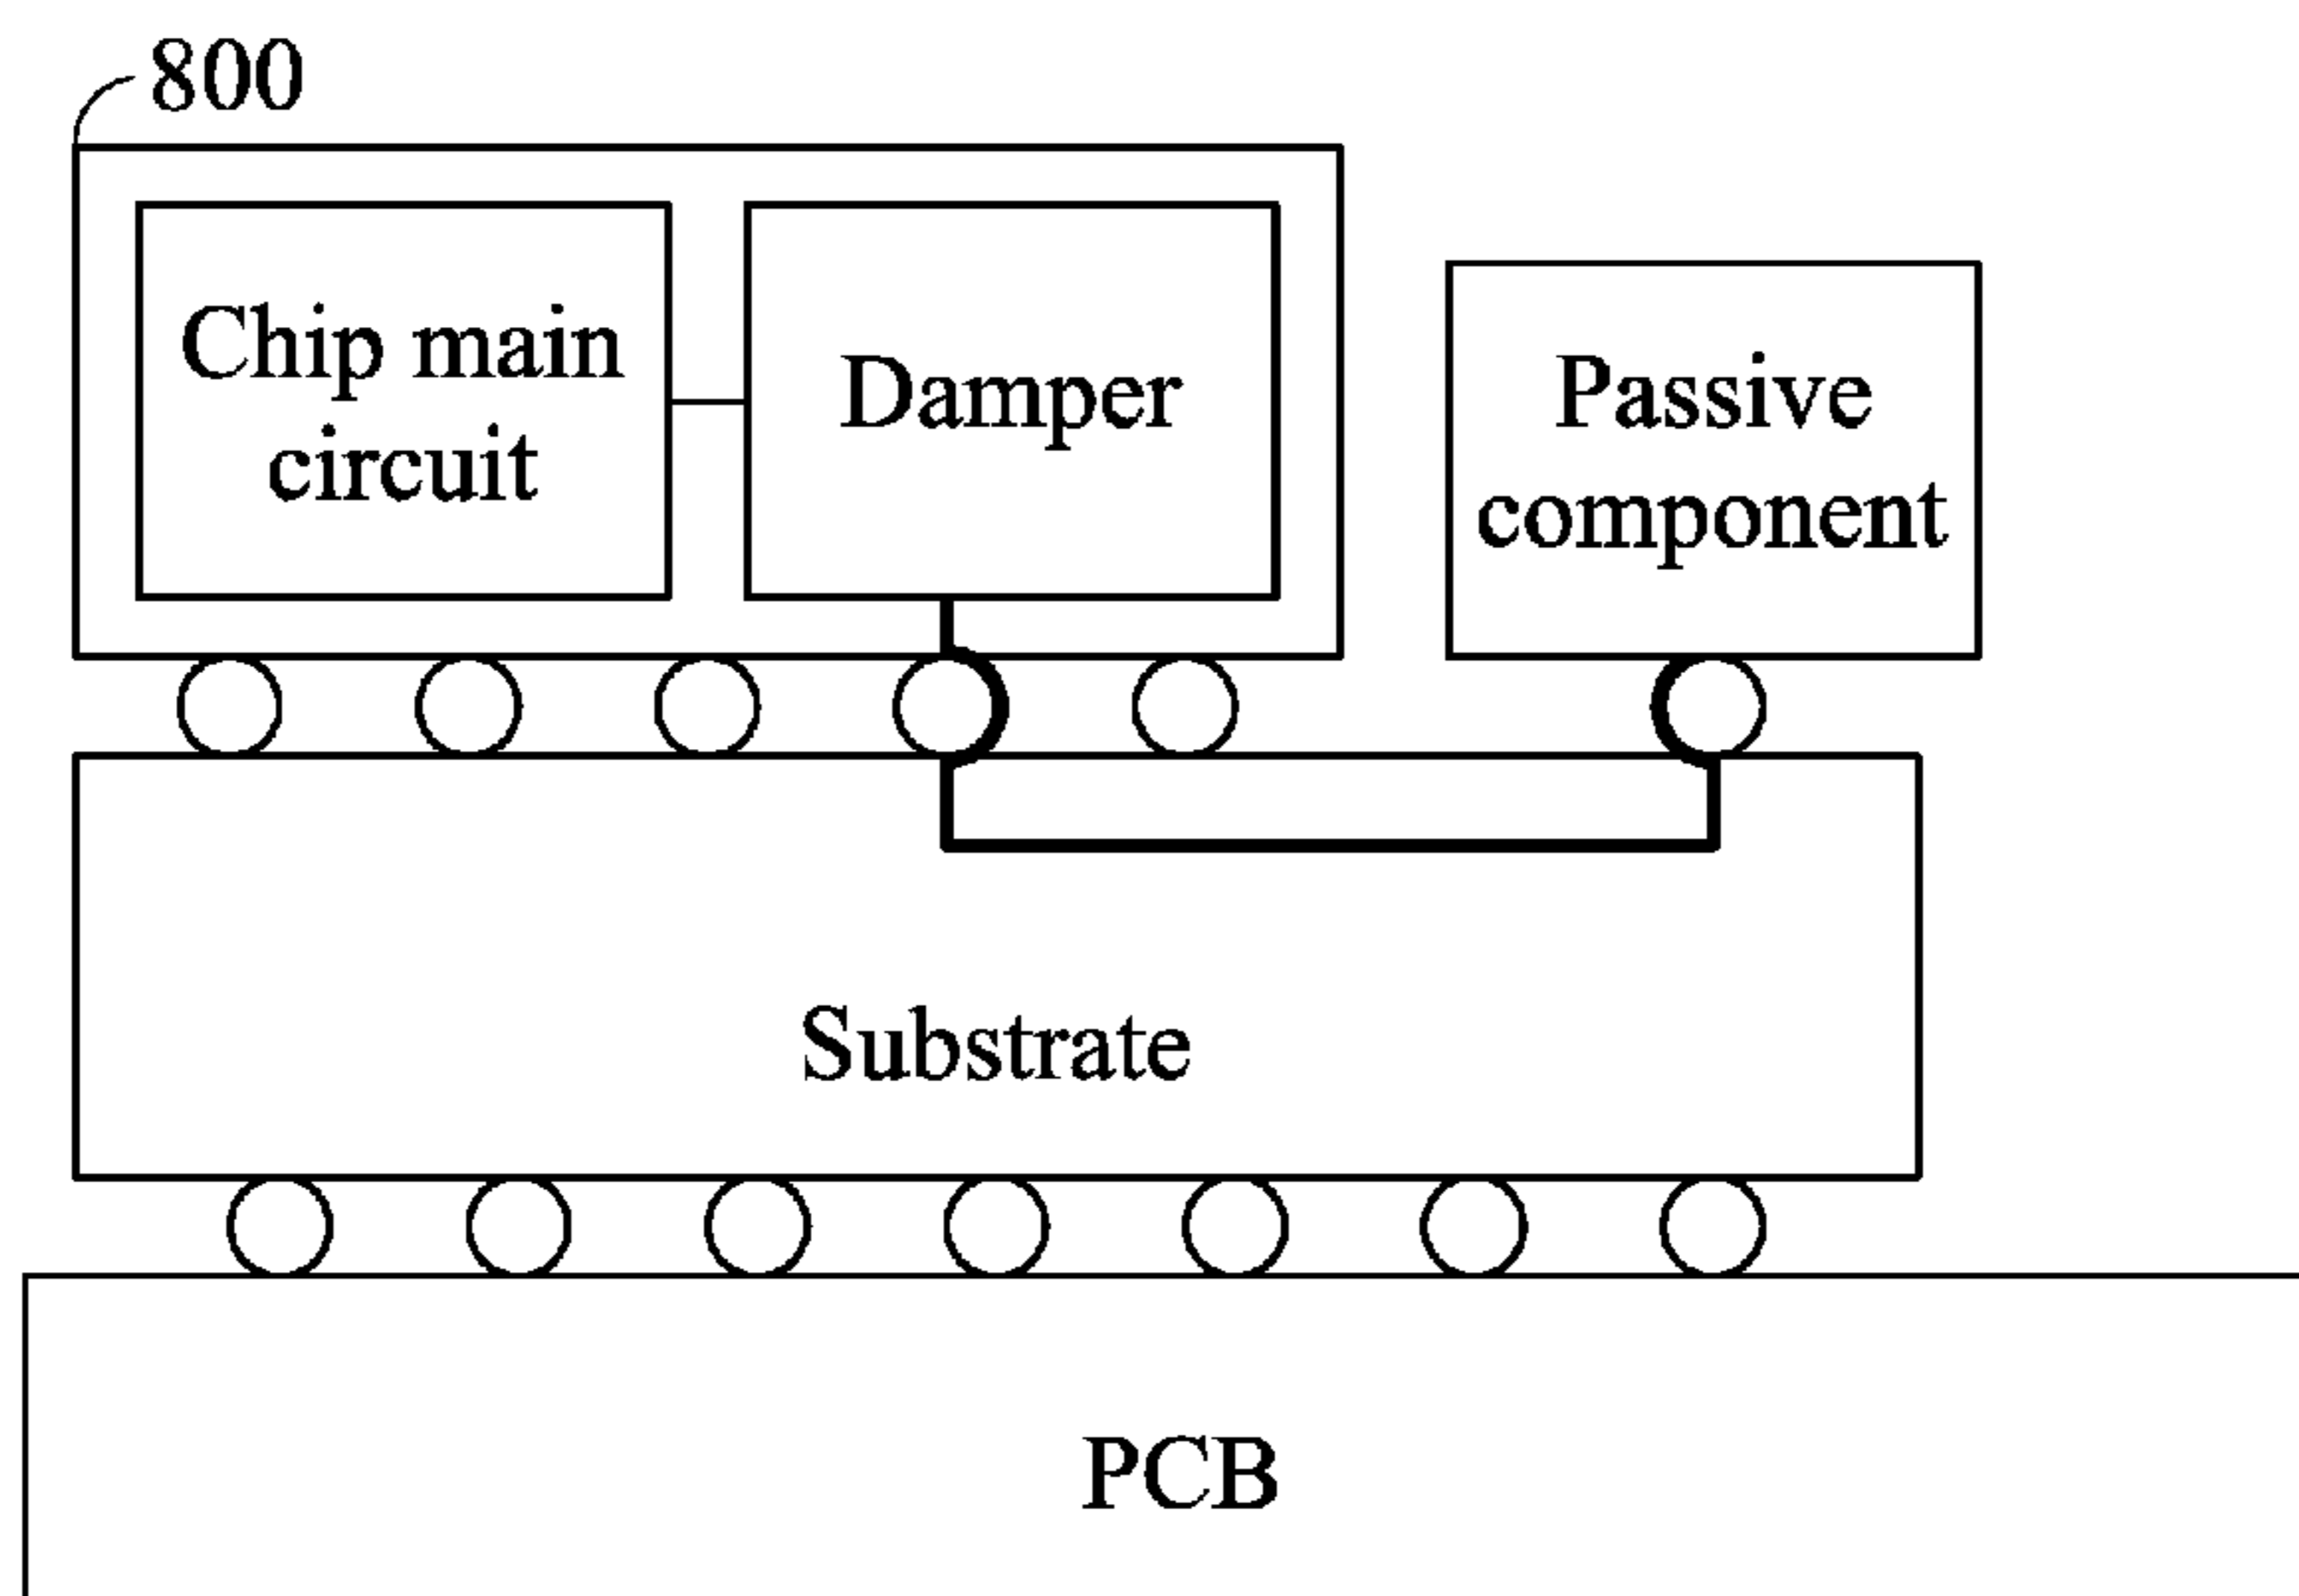 800
Chip main
circuit
Damper
Passive
component
Substrate
PCB